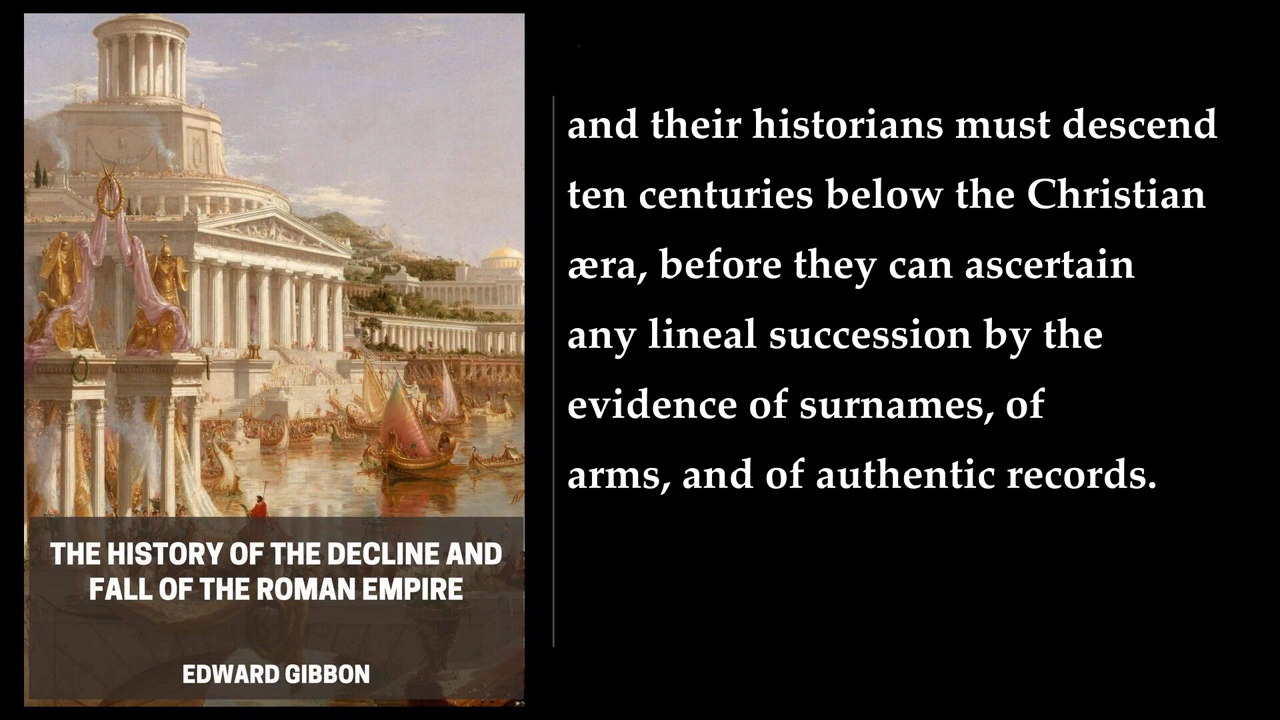 THE HISTORY OF THE DECLINE AND
FALL OF THE ROMAN EMPIRE
EDWARD GIBBON
and their historians must descend
ten centuries below the Christian
æra, before they can ascertain
any lineal succession by the
evidence of surnames, of
arms, and of authentic records.